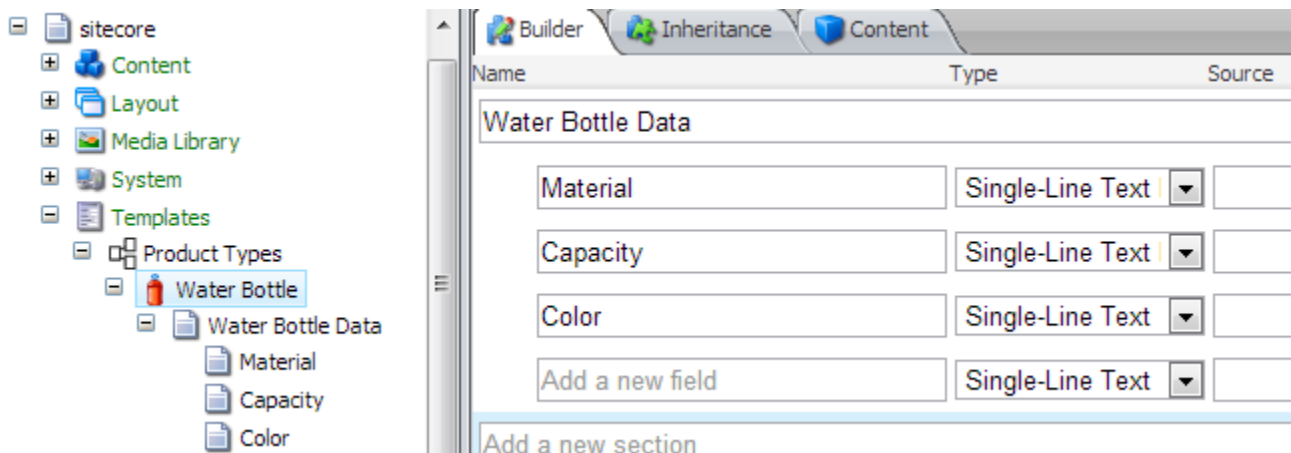 sitecore
Content
Layout
Media Library
System
Templates
Product Types
Water Bottle
Water Bottle Data
Material
Capacity
Color
Builder Inheritance Content
Name Type Source
Water Bottle Data
Material Single-Line Text
Capacity Single-Line Text
Color Single-Line Text
Add a new field Single-Line Text
Add a new section